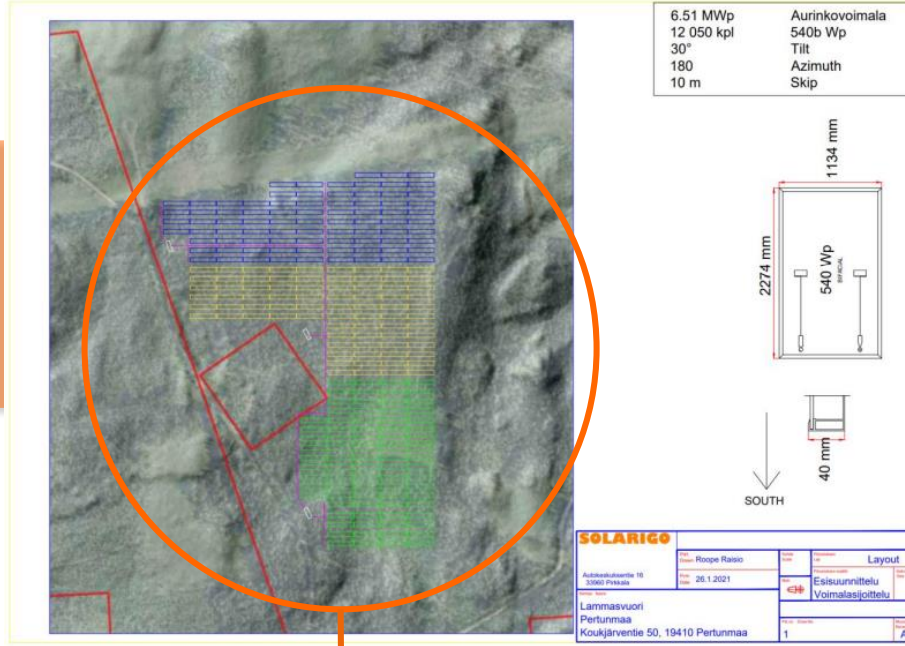 6.51 MWp Aurinkovoimala
12 050 kpl 540b Wp
30° Tilt
180 Azimuth
10 m Skip
1134 mm
2274 mm
540 Wp
BIFACIAL
40 mm
SOUTH
SOLARIGO
Autokeskuksentie 16
33960 Pirkkala
Roope Raisio
26.1.2021
Layout
Esisuunnittelu
Voimalasijoittelu
Lammasvuori
Pertunmaa
Koukjärventie 50, 19410 Pertunmaa
1